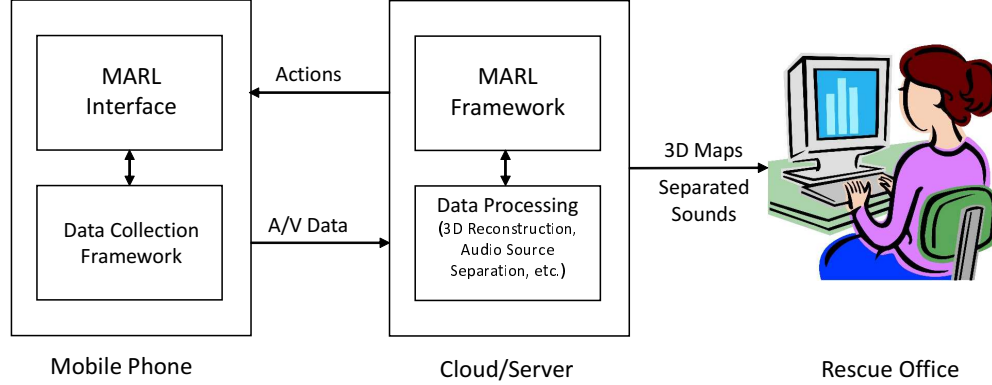 MARL
Interface
Data Collection
Framework
Mobile Phone
Actions
A/V Data
MARL
Framework
Data Processing
(3D Reconstruction,
Audio Source
Separation, etc.)
Cloud/Server
3D Maps
Separated
Sounds
Rescue Office